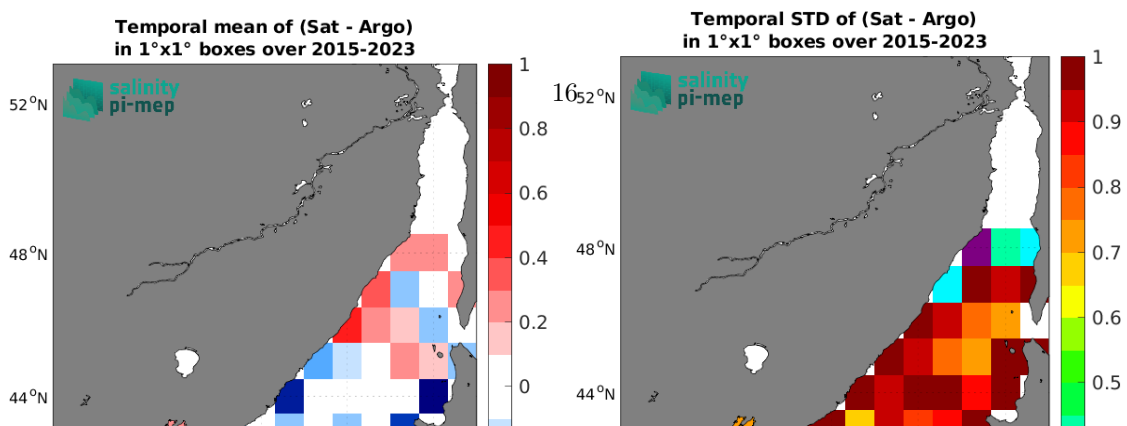 Temporal mean of (Sat - Argo)
in 1°x1° boxes over 2015-2023
salinity
pi-mep
52°N
48°N
44°N
1
0.8
0.6
0.4
0.2
0
16
Temporal STD of (Sat - Argo)
in 1°x1° boxes over 2015-2023
salinity
pi-mep
52°N
48°N
44°N
1
0.9
0.8
0.7
0.6
0.5